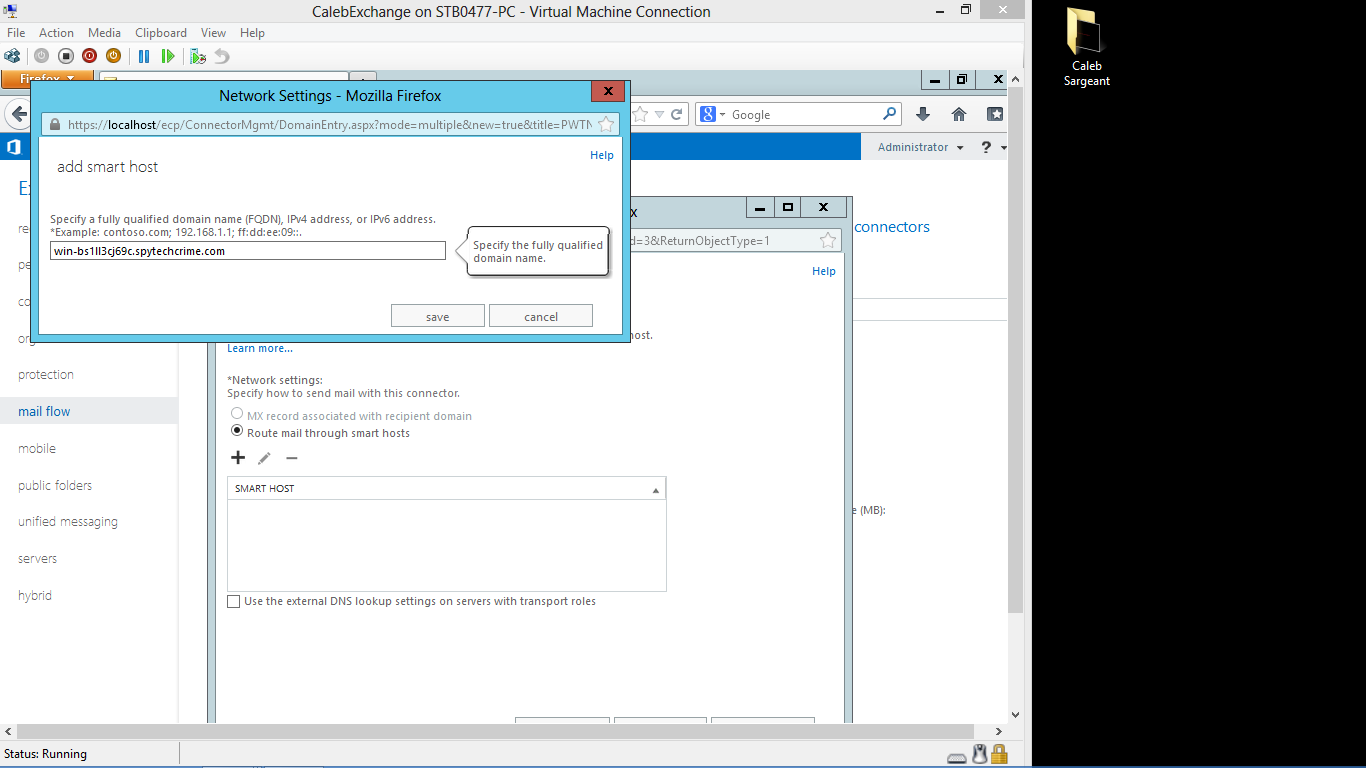 CalebExchange on STB0477-PC - Virtual Machine Connection
File Action Media Clipboard View Help
Firefox
Network Settings - Mozilla Firefox
https://localhost/ecp/ConnectorMgmt/DomainEntry.aspx?mode=multiple&new=true&title=PWTN
Google
Administrator ?
Help
add smart host
Specify a fully qualified domain name (FQDN), IPv4 address, or IPv6 address.
*Example: contoso.com; 192.168.1.1; ff:dd:ee:09::.
win-bs1ll3cj69c.spytechcrime.com
Specify the fully qualified
domain name.
save cancel
connectors
d=3&ReturnObjectType=1
Help
ost.
Learn more...
*Network settings:
Specify how to send mail with this connector.
MX record associated with recipient domain
Route mail through smart hosts
SMART HOST
Use the external DNS lookup settings on servers with transport roles
e (MB):
protection
mail flow
mobile
public folders
unified messaging
servers
hybrid
Status: Running
Caleb
Sargeant